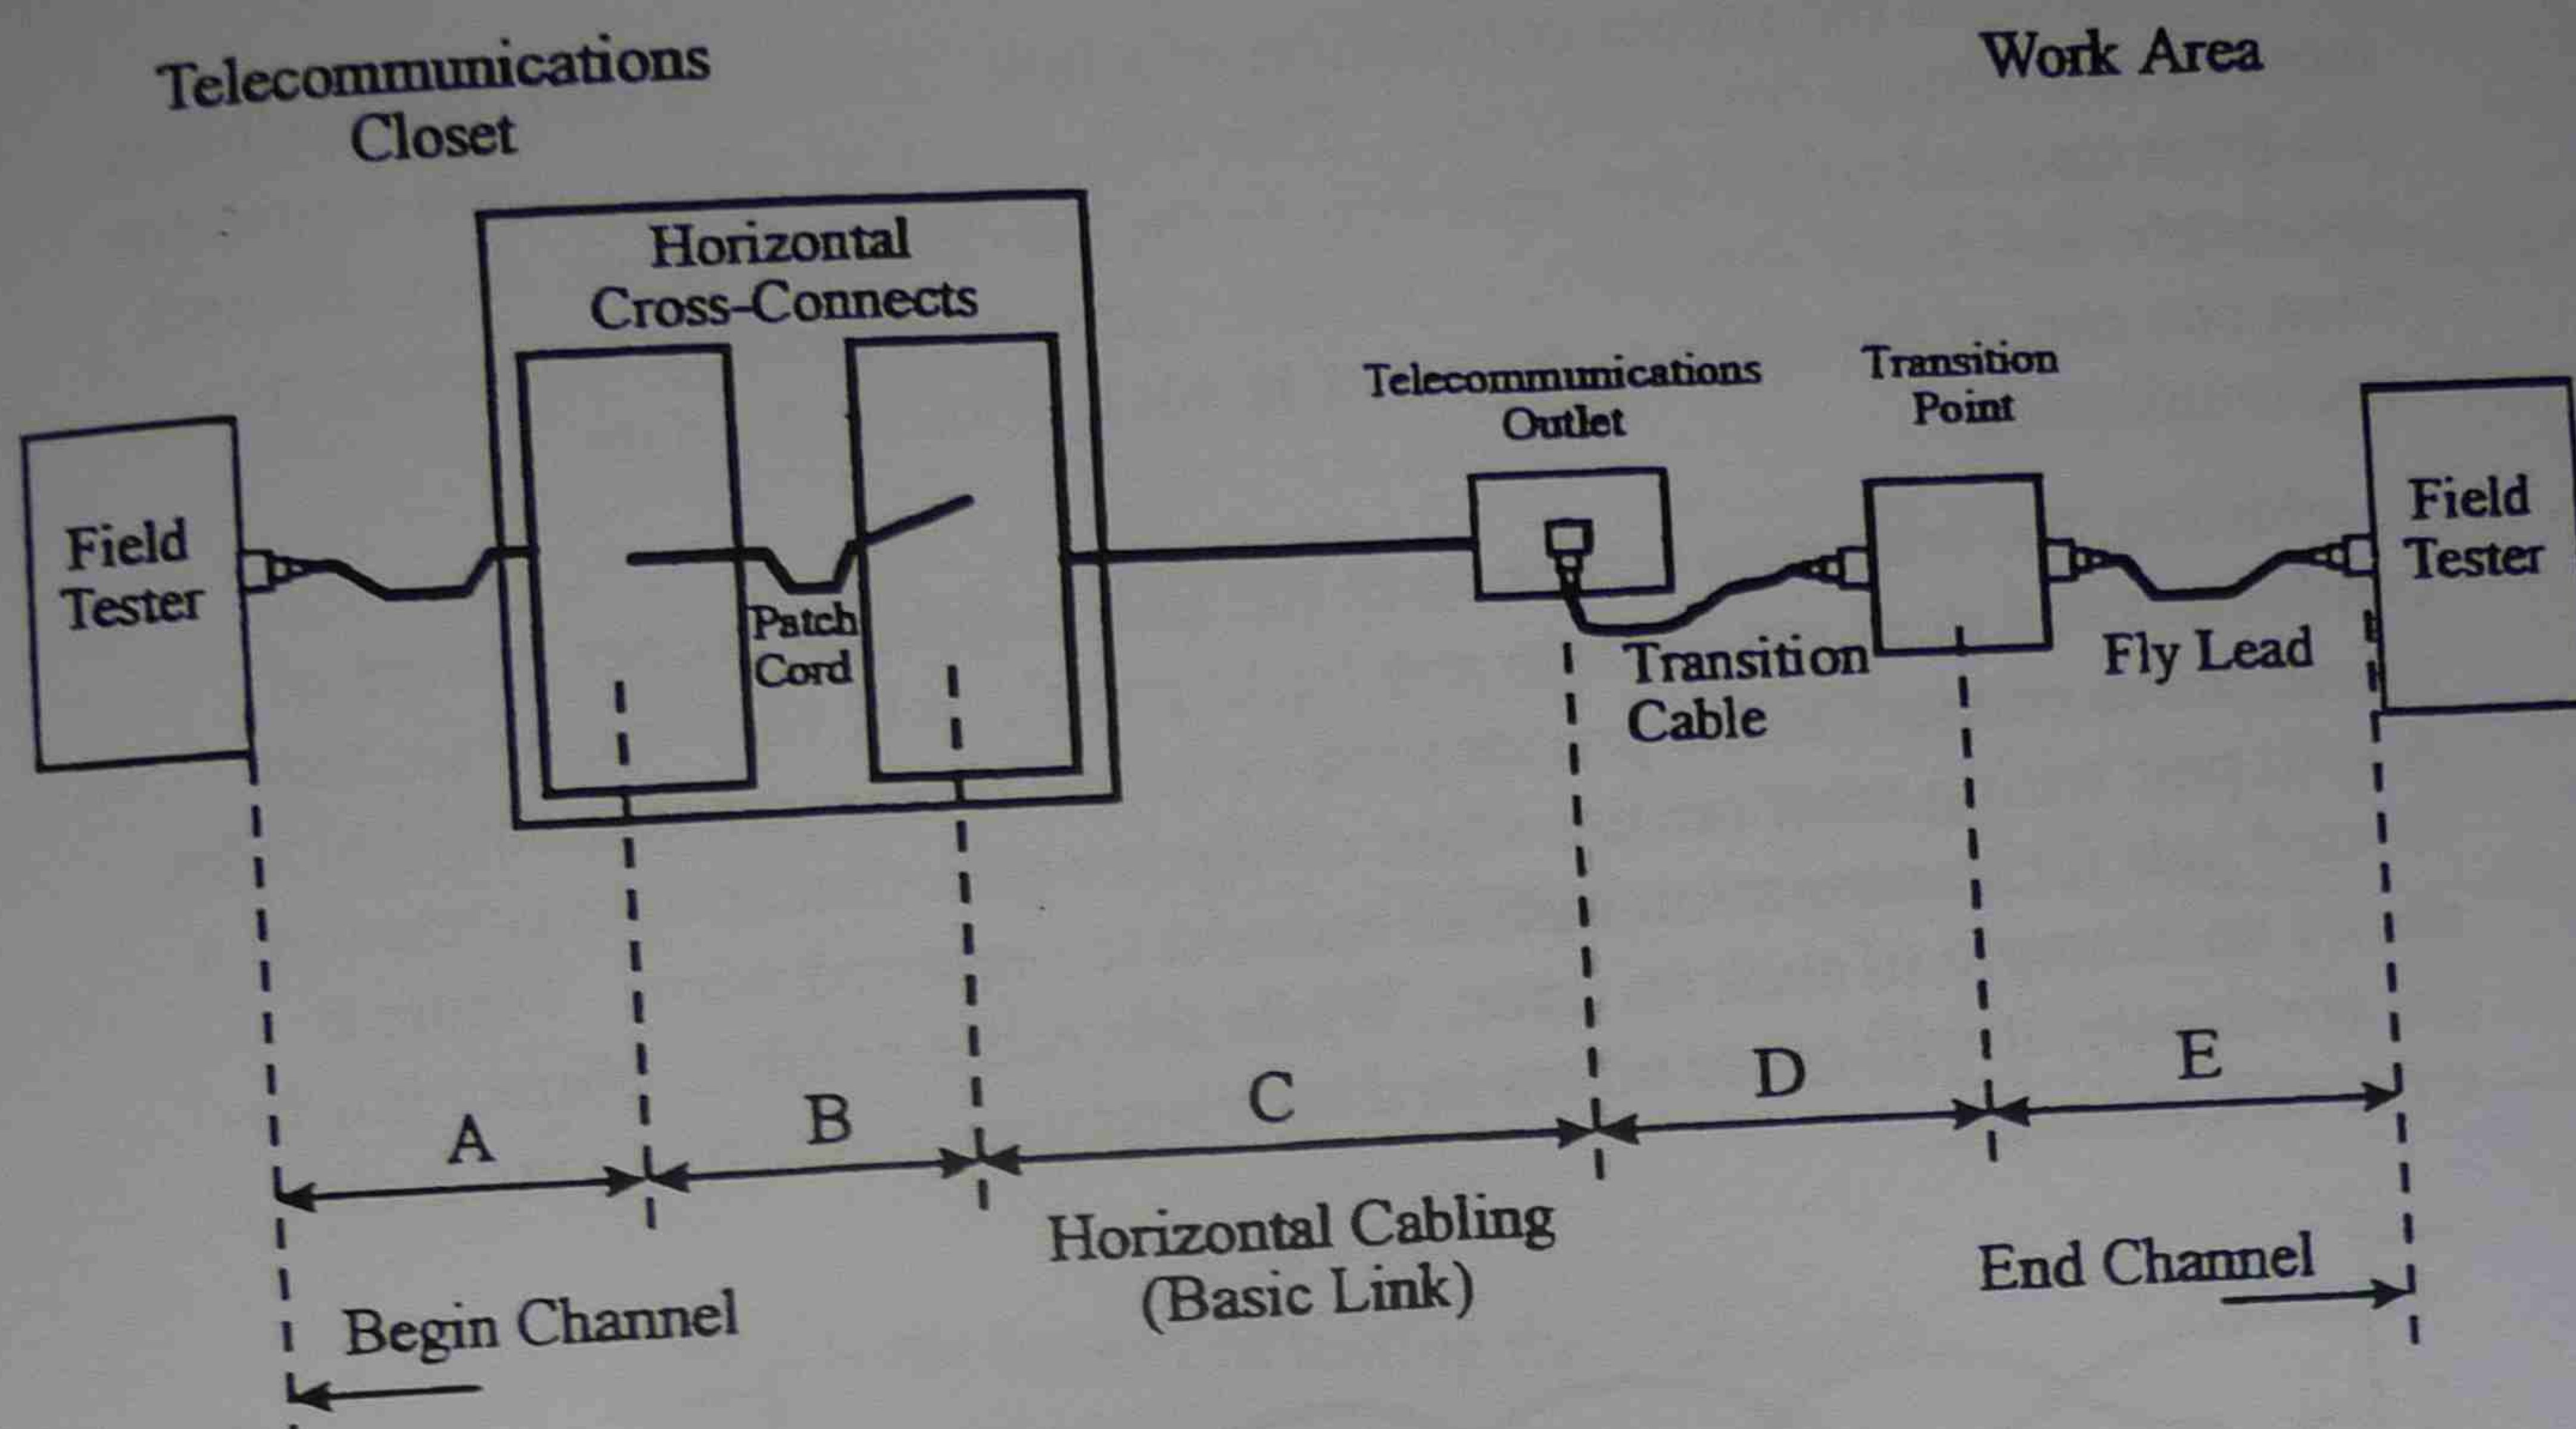 Telecommunications
Closet
Work Area
Horizontal
Cross-Connects
Telecommunications
Outlet
Transition
Point
Field
Tester
Field
Tester
Patch
Cord
Transition
Cable
Fly Lead
A
B
C
D
E
Horizontal Cabling
(Basic Link)
Begin Channel
End Channel